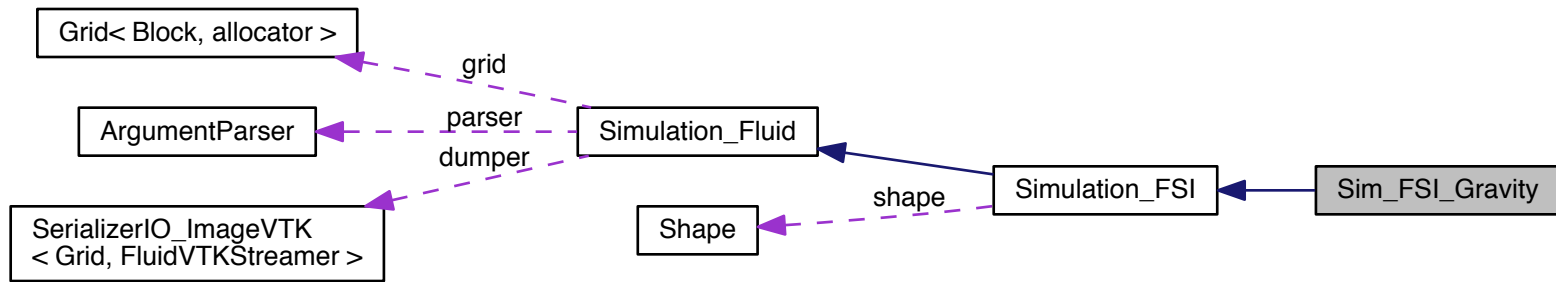 Grid< Block, allocator >
grid
ArgumentParser
parser
Simulation_Fluid
dumper
SerializerIO_ImageVTK
< Grid, FluidVTKStreamer >
Shape
shape
Simulation_FSI
Sim_FSI_Gravity